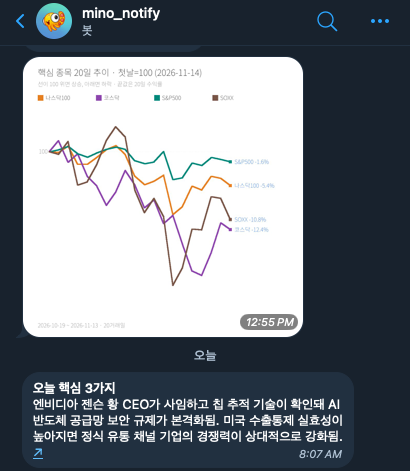 mino_notify
봇
핵심 종목 20일 추이 · 첫날=100 (2026-11-14)
나스닥100 코스닥 S&P500 SOXX
100
S&P500 -1.6%
나스닥100 -5.4%
SOXX -10.8%
코스닥 -12.4%
2026-10-19 ~ 2026-11-13 · 20거래일
12:55 PM
오늘
오늘 핵심 3가지
엔비디아 젠슨 황 CEO가 사임하고 칩 추적 기술이 확인돼 AI
반도체 공급망 보안 규제가 본격화됨. 미국 수출통제 실효성이
높아지면 정식 유통 채널 기업의 경쟁력이 상대적으로 강화됨.
8:07 AM